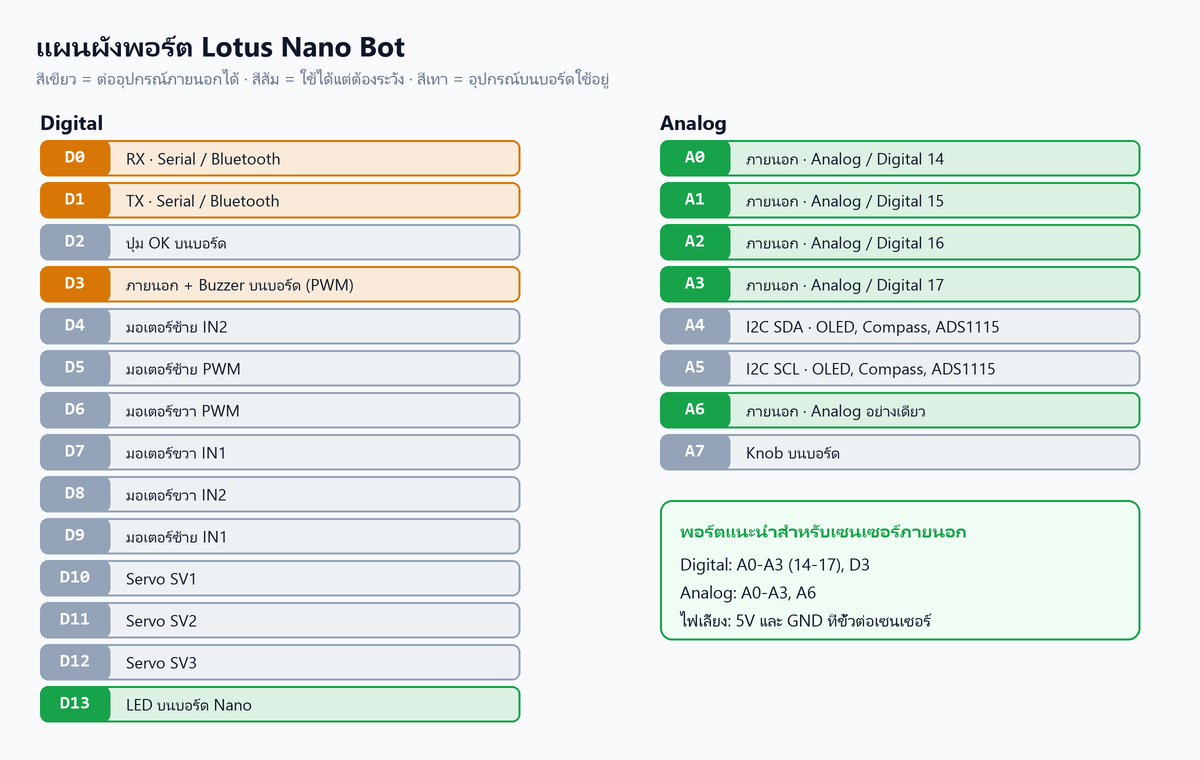 แผนผังพอร์ต Lotus Nano Bot
สีเขียว = ต่ออุปกรณ์ภายนอกได้ · สีส้ม = ใช้ได้แต่ต้องระวัง · สีเทา = อุปกรณ์บนบอร์ดใช้อยู่
Digital
D0 RX · Serial / Bluetooth
D1 TX · Serial / Bluetooth
D2 ปุ่ม OK บนบอร์ด
D3 ภายนอก + Buzzer บนบอร์ด (PWM)
D4 มอเตอร์ซ้าย IN2
D5 มอเตอร์ซ้าย PWM
D6 มอเตอร์ขวา PWM
D7 มอเตอร์ขวา IN1
D8 มอเตอร์ขวา IN2
D9 มอเตอร์ซ้าย IN1
D10 Servo SV1
D11 Servo SV2
D12 Servo SV3
D13 LED บนบอร์ด Nano
Analog
A0 ภายนอก · Analog / Digital 14
A1 ภายนอก · Analog / Digital 15
A2 ภายนอก · Analog / Digital 16
A3 ภายนอก · Analog / Digital 17
A4 I2C SDA · OLED, Compass, ADS1115
A5 I2C SCL · OLED, Compass, ADS1115
A6 ภายนอก · Analog อย่างเดียว
A7 Knob บนบอร์ด
พอร์ตแนะนำสำหรับเซนเซอร์ภายนอก
Digital: A0-A3 (14-17), D3
Analog: A0-A3, A6
ไฟเลี้ยง: 5V และ GND ที่ขั้วต่อเซนเซอร์